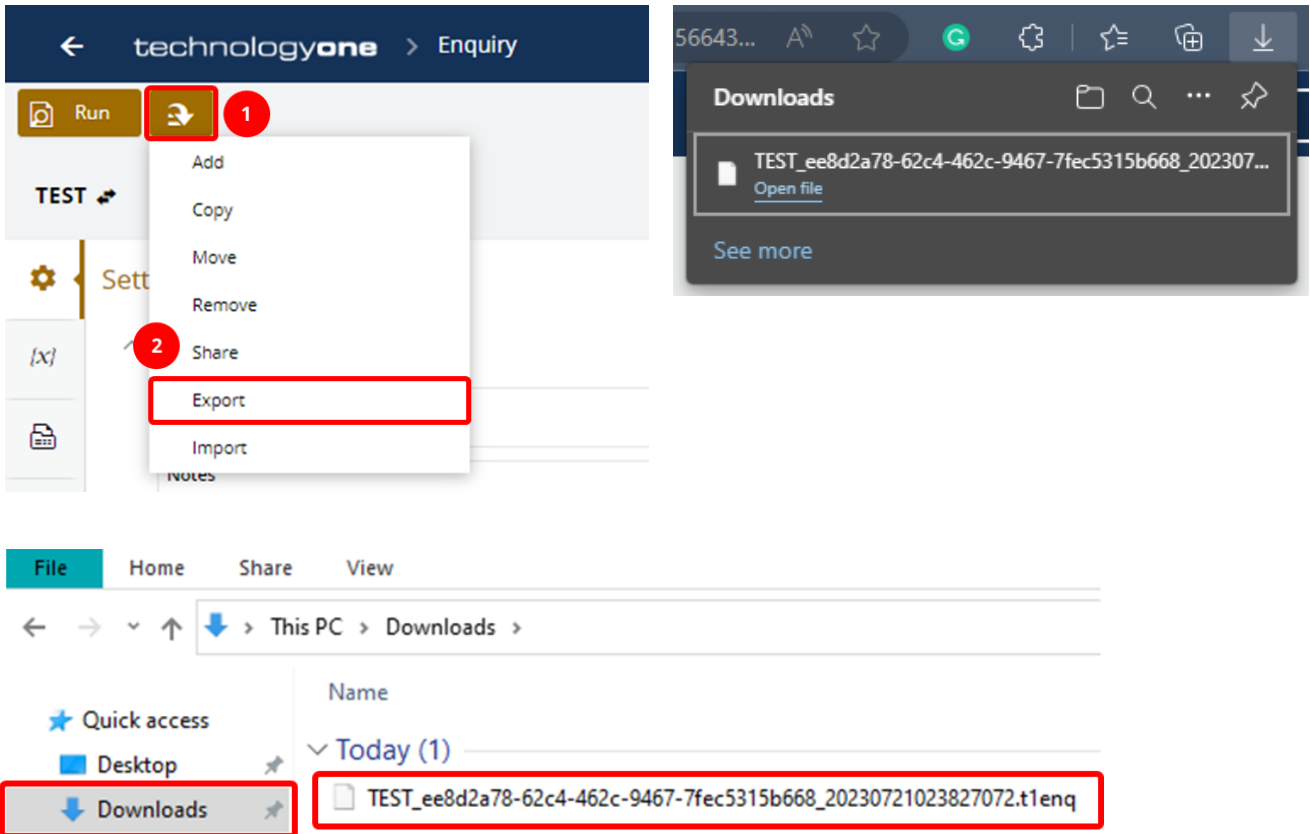 technologyone > Enquiry
Run
1
Add
TEST
Copy
Move
Sett
Remove
{x}
2
Share
Export
Import
Notes
56643...
A
G
Downloads
TEST_ee8d2a78-62c4-462c-9467-7fec5315b668_202307...
Open file
See more
File Home Share View
> This PC > Downloads >
Name
Quick access
Today (1)
Desktop
Downloads
TEST_ee8d2a78-62c4-462c-9467-7fec5315b668_20230721023827072.t1enq